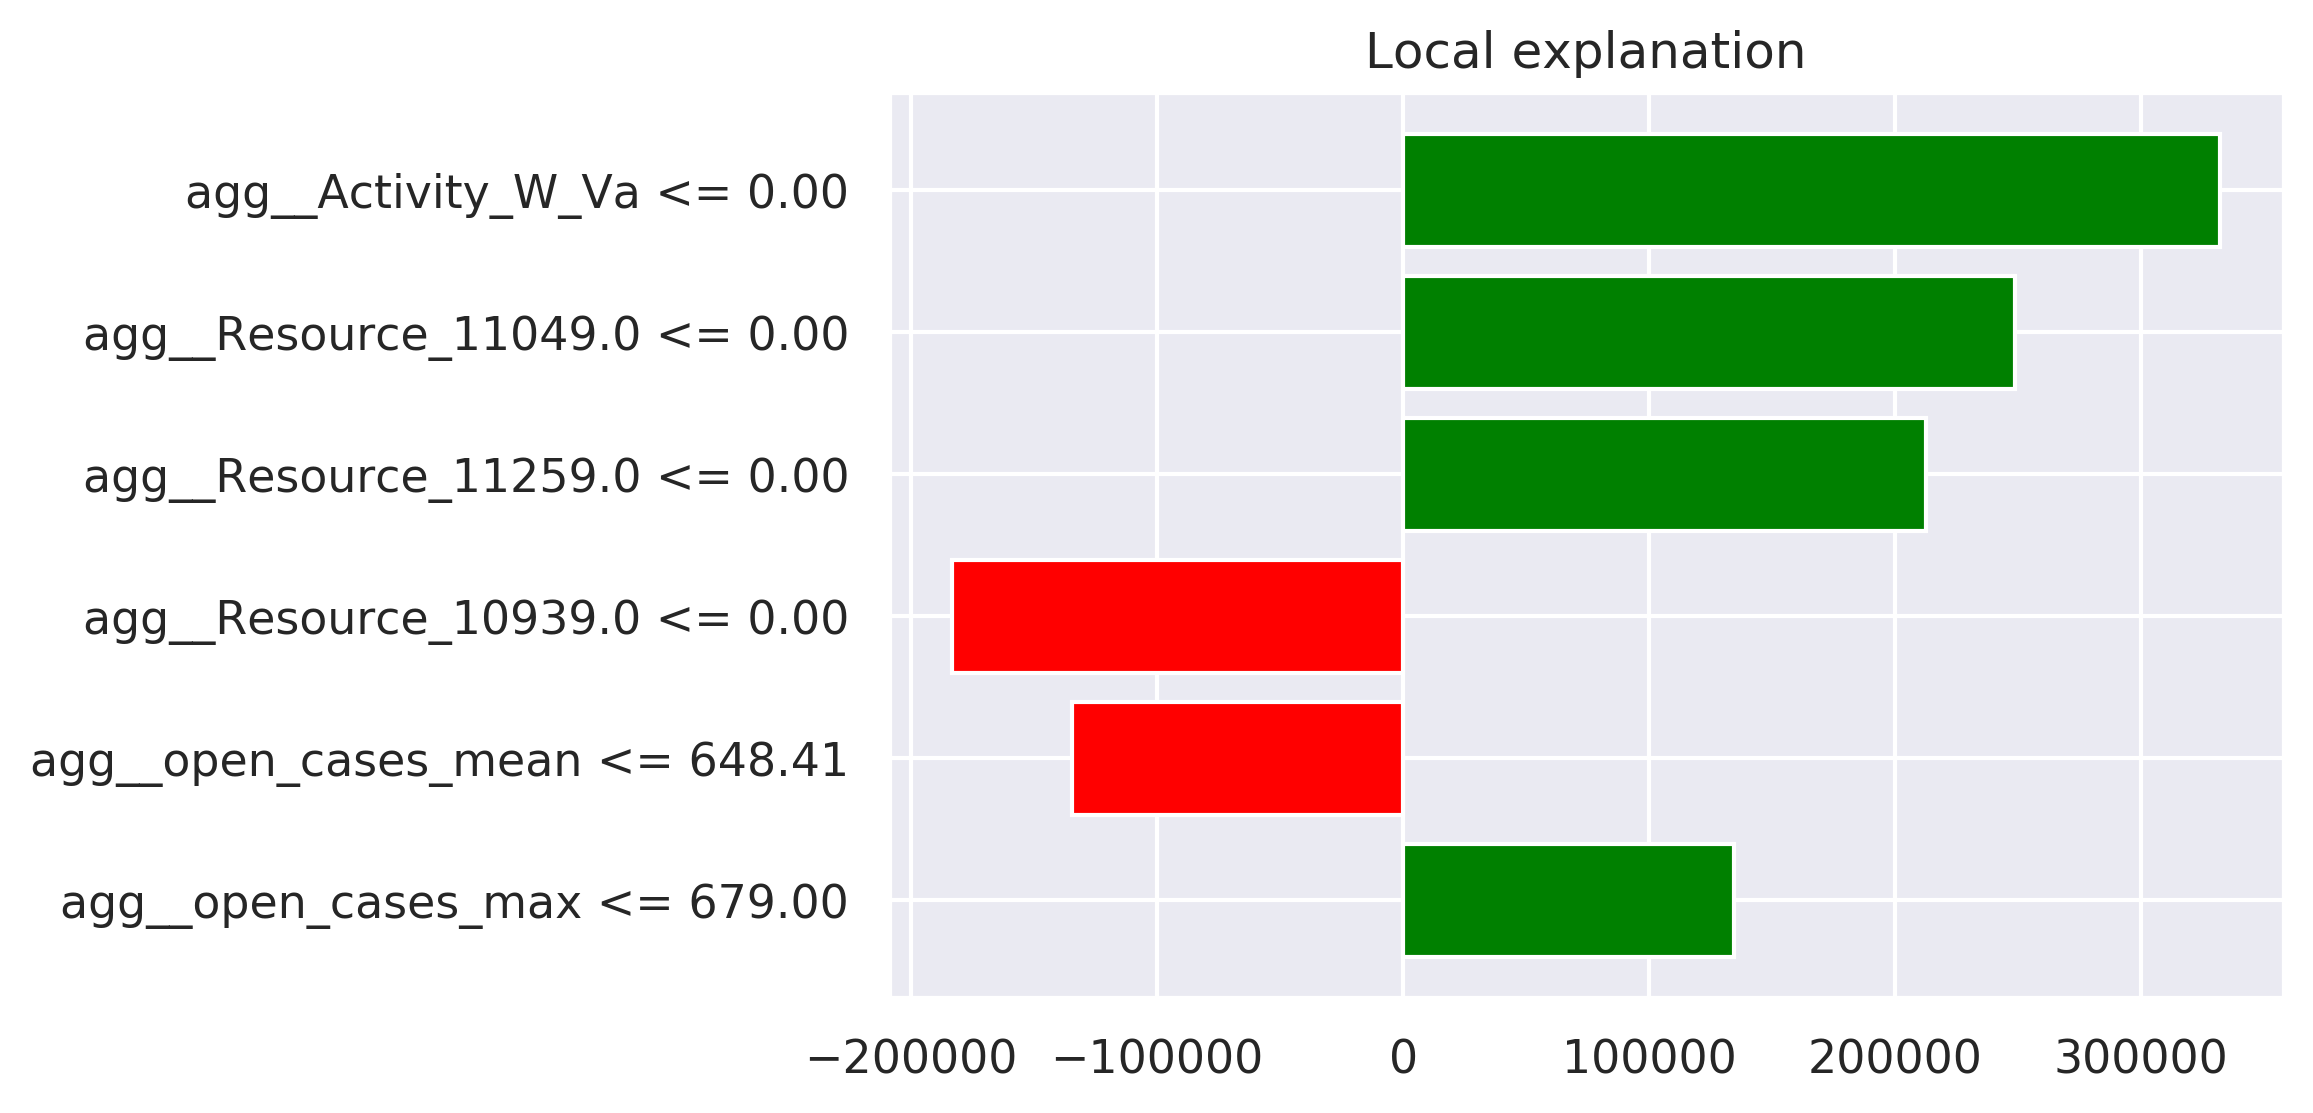 Local explanation
agg__Activity_W_Va <= 0.00
agg__Resource_11049.0 <= 0.00
agg__Resource_11259.0 <= 0.00
agg__Resource_10939.0 <= 0.00
agg__open_cases_mean <= 648.41
agg__open_cases_max <= 679.00
−200000 −100000 0 100000 200000 300000